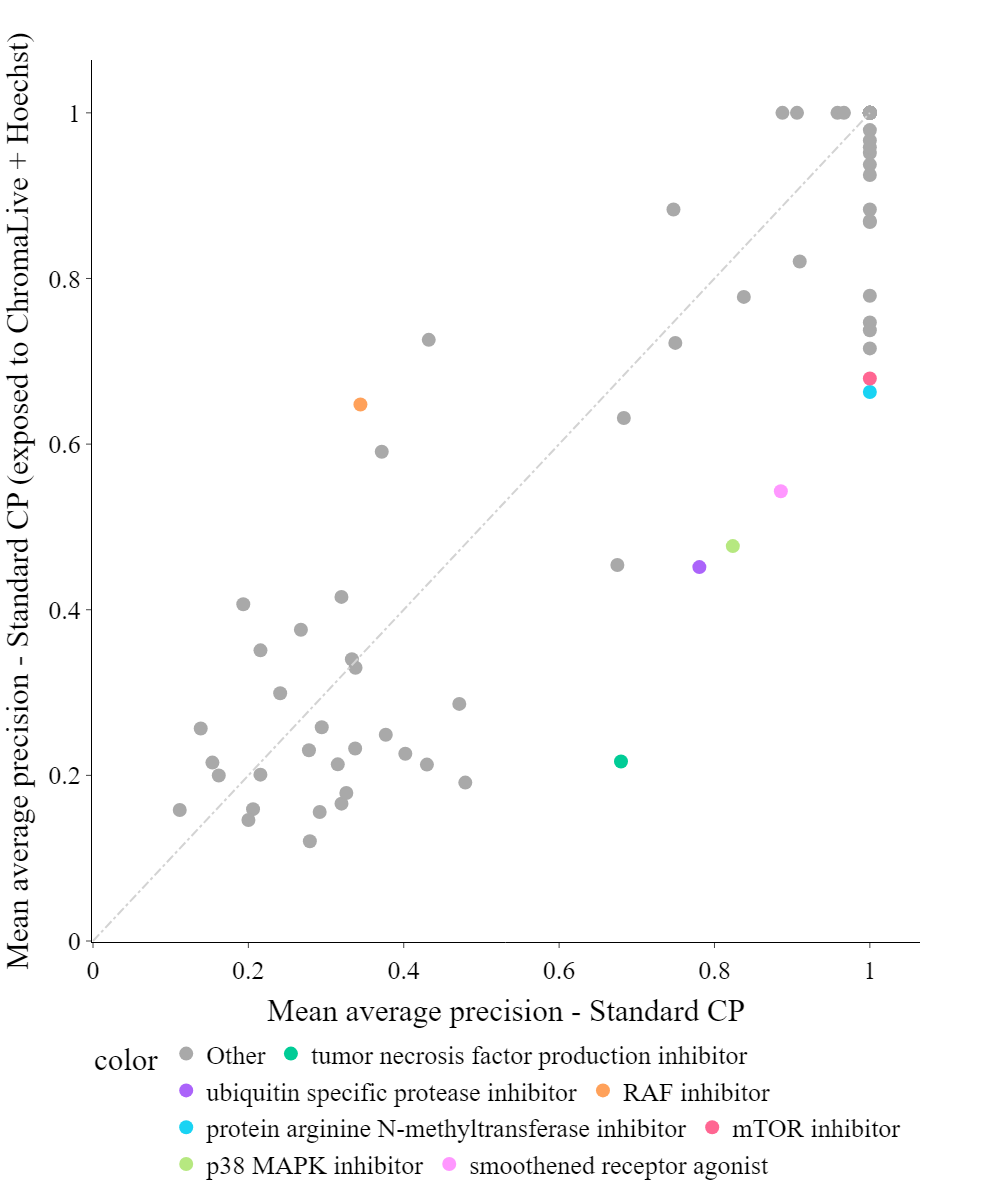 Mean average precision - Standard CP (exposed to ChromaLive + Hoechst)
1
0.8
0.6
0.4
0.2
0
0 0.2 0.4 0.6 0.8 1
Mean average precision - Standard CP
color Other tumor necrosis factor production inhibitor
ubiquitin specific protease inhibitor RAF inhibitor
protein arginine N-methyltransferase inhibitor mTOR inhibitor
p38 MAPK inhibitor smoothened receptor agonist